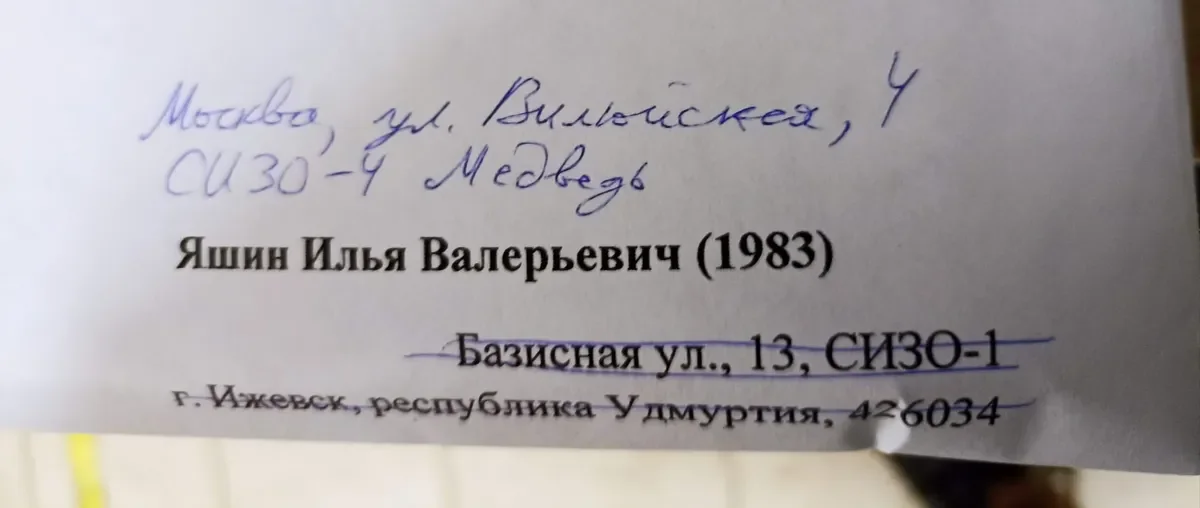 Москва, ул. Вилюйская, 4
СИЗО-4 Медведь
Яшин Илья Валерьевич (1983)
Базисная ул., 13, СИЗО-1
г. Ижевск, республика Удмуртия, 426034